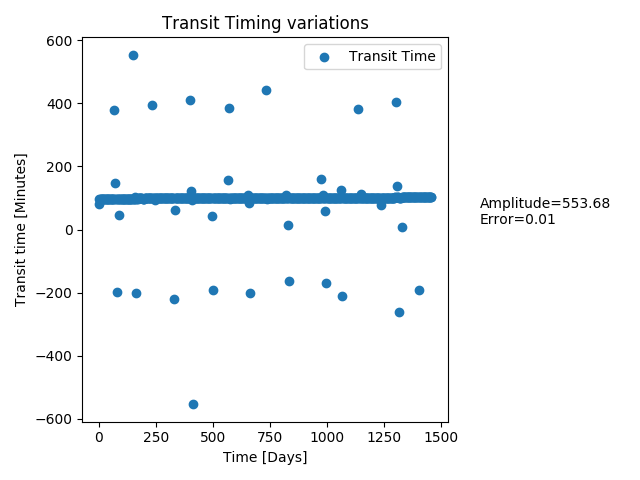 Transit Timing variations
Transit Time
Transit time [Minutes]
600
400
200
0
−200
−400
−600
0
250
500
750
1000
1250
1500
Time [Days]
Amplitude=553.68
Error=0.01